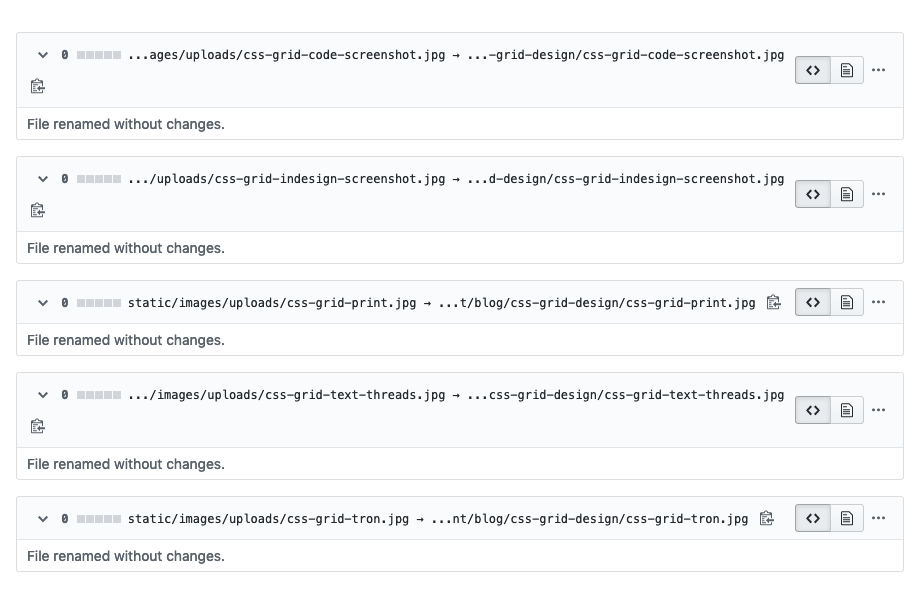 0 ...ages/uploads/css-grid-code-screenshot.jpg → ...-grid-design/css-grid-code-screenshot.jpg
File renamed without changes.
0 .../uploads/css-grid-indesign-screenshot.jpg → ...d-design/css-grid-indesign-screenshot.jpg
File renamed without changes.
0 static/images/uploads/css-grid-print.jpg → ...t/blog/css-grid-design/css-grid-print.jpg
File renamed without changes.
0 .../images/uploads/css-grid-text-threads.jpg → ...css-grid-design/css-grid-text-threads.jpg
File renamed without changes.
0 static/images/uploads/css-grid-tron.jpg → ...nt/blog/css-grid-design/css-grid-tron.jpg
File renamed without changes.